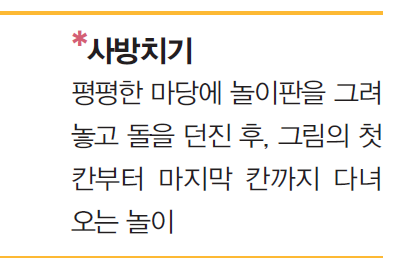 *사방치기
평평한 마당에 놀이판을 그려
놓고 돌을 던진 후, 그림의 첫
칸부터 마지막 칸까지 다녀
오는 놀이